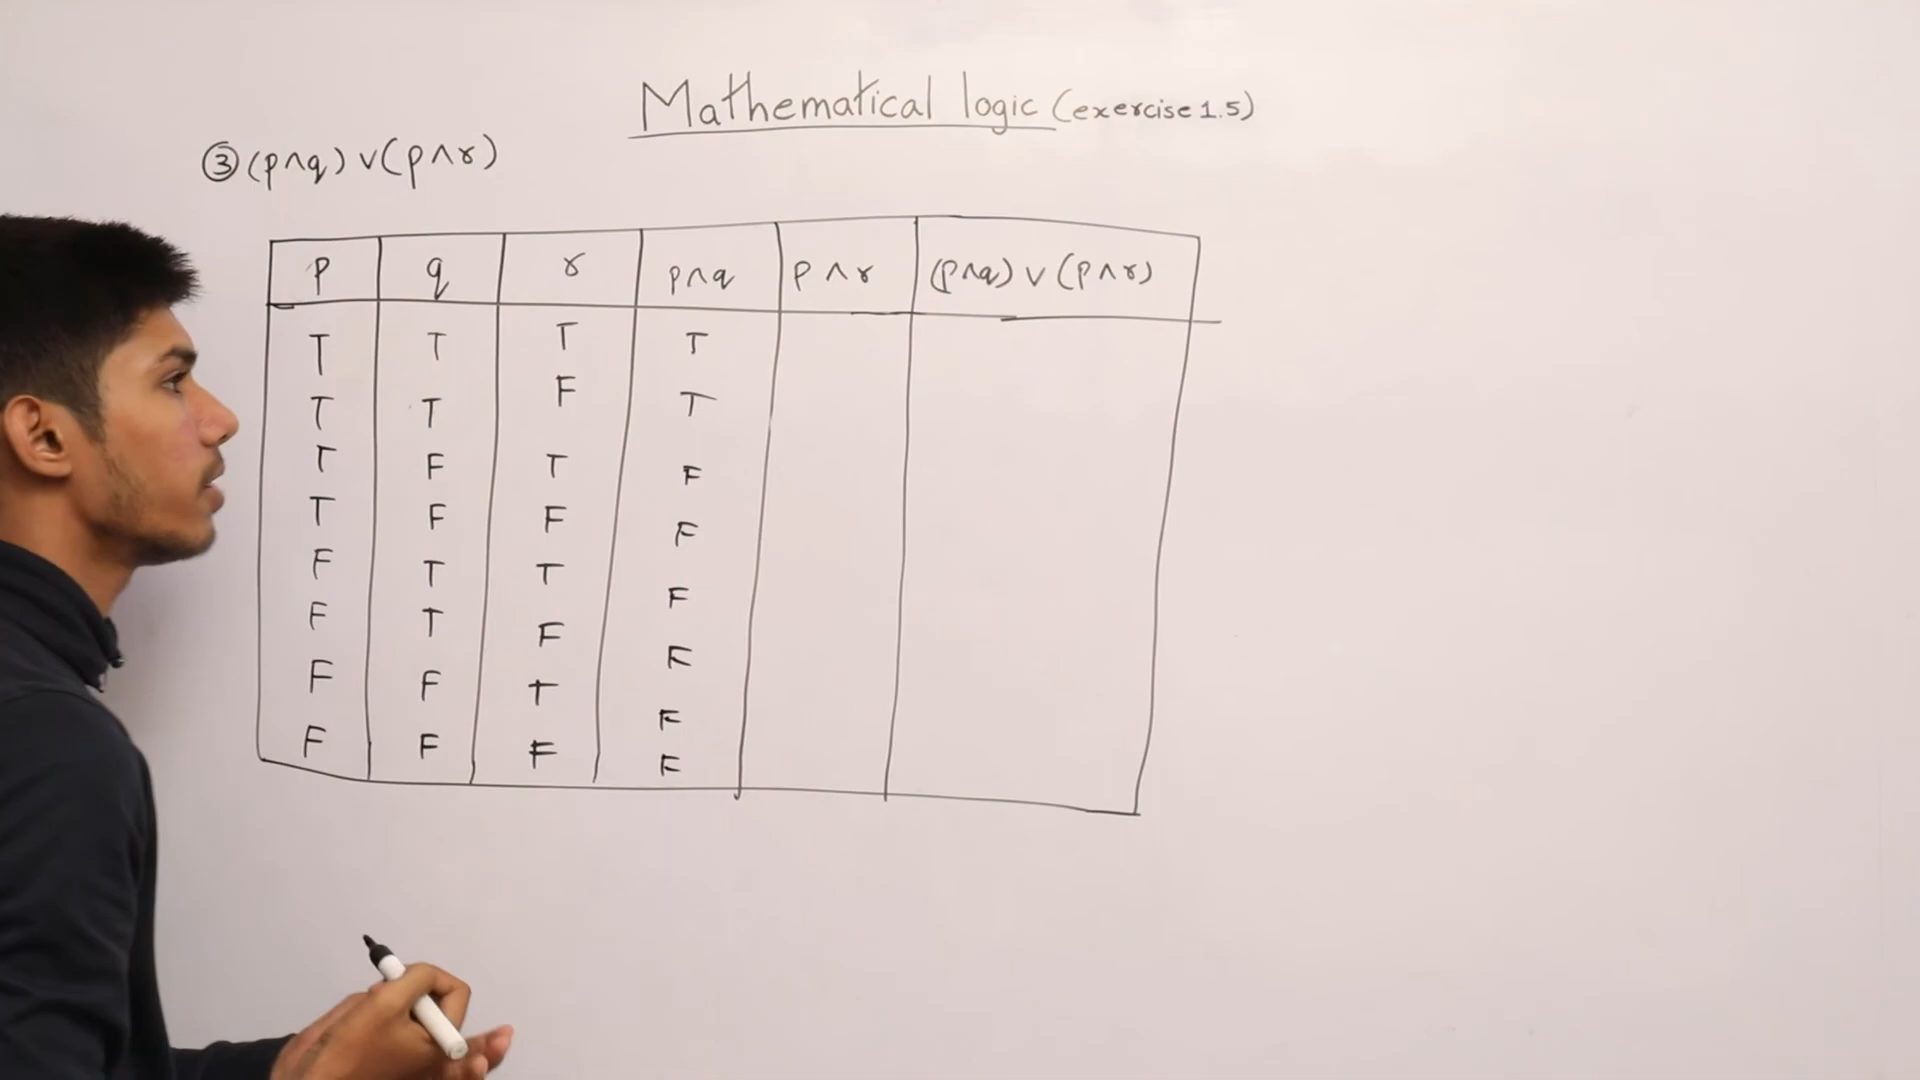 Mathematical logic (exercise 1.5)
③ (p∧q) ∨ (p∧r)
p q r p∧q p∧r (p∧q) ∨ (p∧r)
T T T T
T T F T
T F T F
T F F F
F T T F
F T F F
F F T F
F F F F